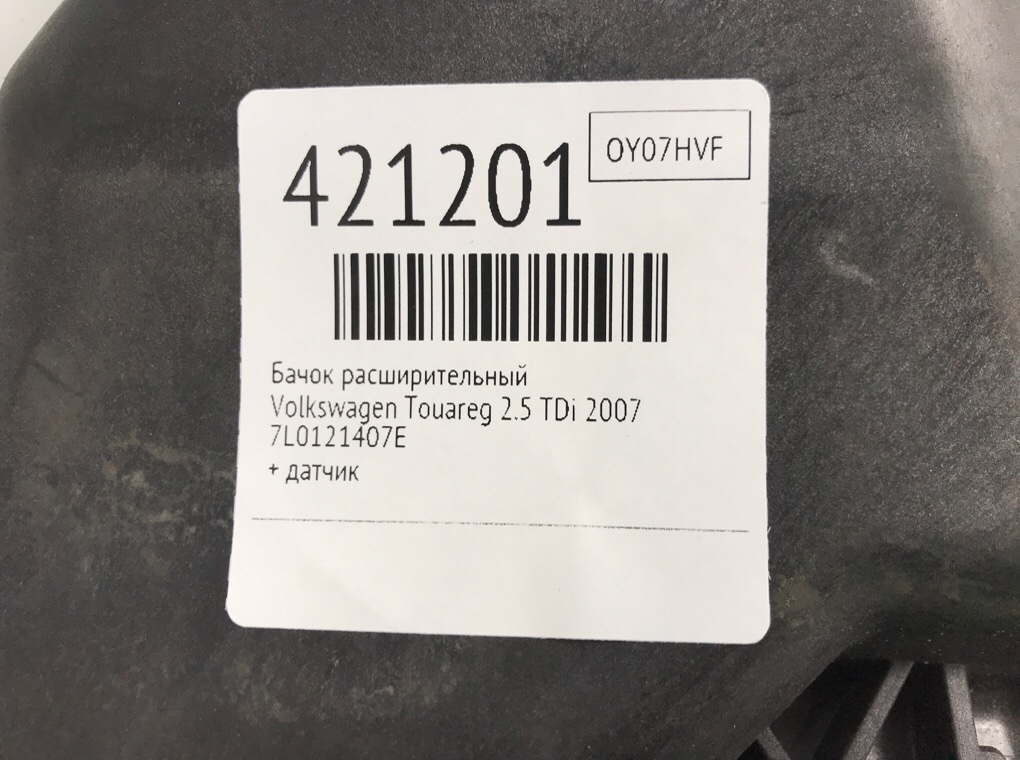 421201
OY07HVF
Бачок расширительный
Volkswagen Touareg 2.5 TDi 2007
7L0121407E
+ датчик